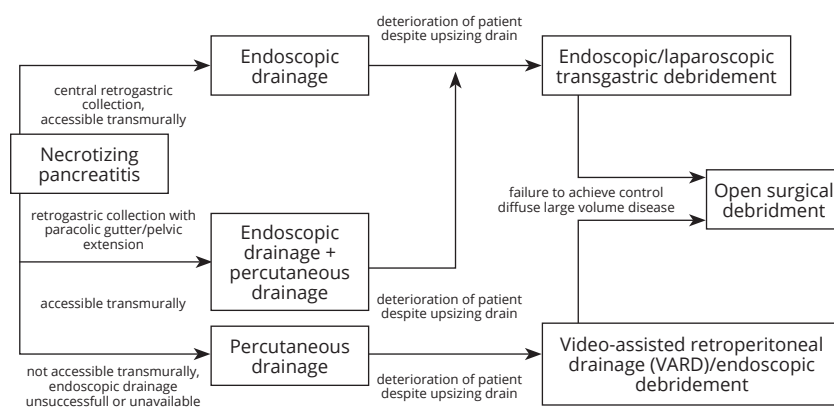 deterioration of patient
despite upsizing drain
Endoscopic
drainage
Endoscopic/laparoscopic
transgastric debridement
central retrogastric
collection,
accessible transmurally
Necrotizing
pancreatitis
failure to achieve control
diffuse large volume disease
Open surgical
debridment
retrogastric collection with
paracolic gutter/pelvic
extension
Endoscopic
drainage +
percutaneous
drainage
accessible transmurally
deterioration of patient
despite upsizing drain
Percutaneous
drainage
Video-assisted retroperitoneal
drainage (VARD)/endoscopic
debridement
not accessible transmurally,
endoscopic drainage
unsuccessfull or unavailable
deterioration of patient
despite upsizing drain